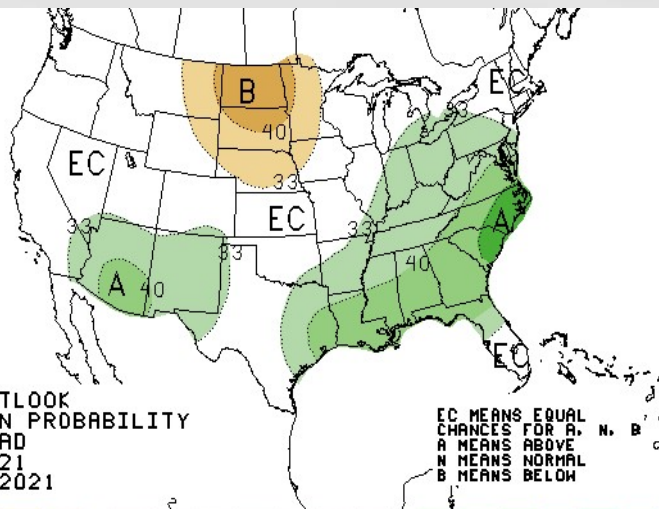 EC
B
33
40
EC
33
EC
33
33
33
A
A
40
40
EC
TLOOK
N PROBABILITY
AD
21
2021
EC MEANS EQUAL
CHANCES FOR A, N, B
A MEANS ABOVE
N MEANS NORMAL
B MEANS BELOW